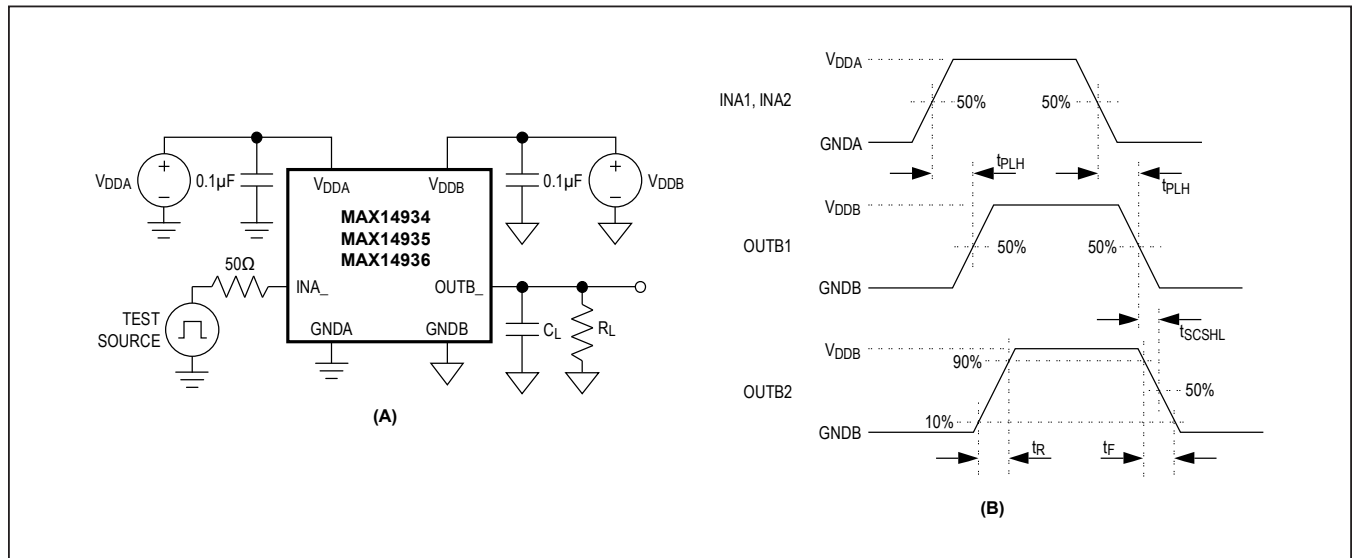 VDDA
0.1µF
VDDA
VDDB
0.1µF
VDDB
MAX14934
MAX14935
MAX14936
50Ω
INA_
OUTB_
TEST
SOURCE
GNDA
GNDB
CL
RL
(A)
VDDA
INA1, INA2
50%
50%
GNDA
tPLH
tPLH
VDDB
OUTB1
50%
50%
GNDB
tSCSHL
VDDB
90%
OUTB2
50%
10%
GNDB
tR
tF
(B)